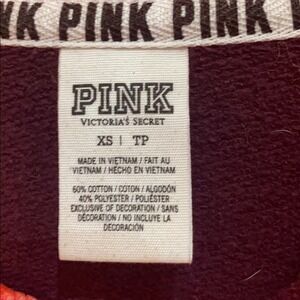 NK PINK PINK PINK
PINK
VICTORIA'S SECRET
XS | TP
MADE IN VIETNAM / FAIT AU
VIETNAM / HECHO EN VIETNAM
60% COTTON / COTON / ALGODÓN
40% POLYESTER / POLIÉSTER
EXCLUSIVE OF DECORATION / SANS
DÉCORATION / NO INCLUYE LA
DECORACIÓN